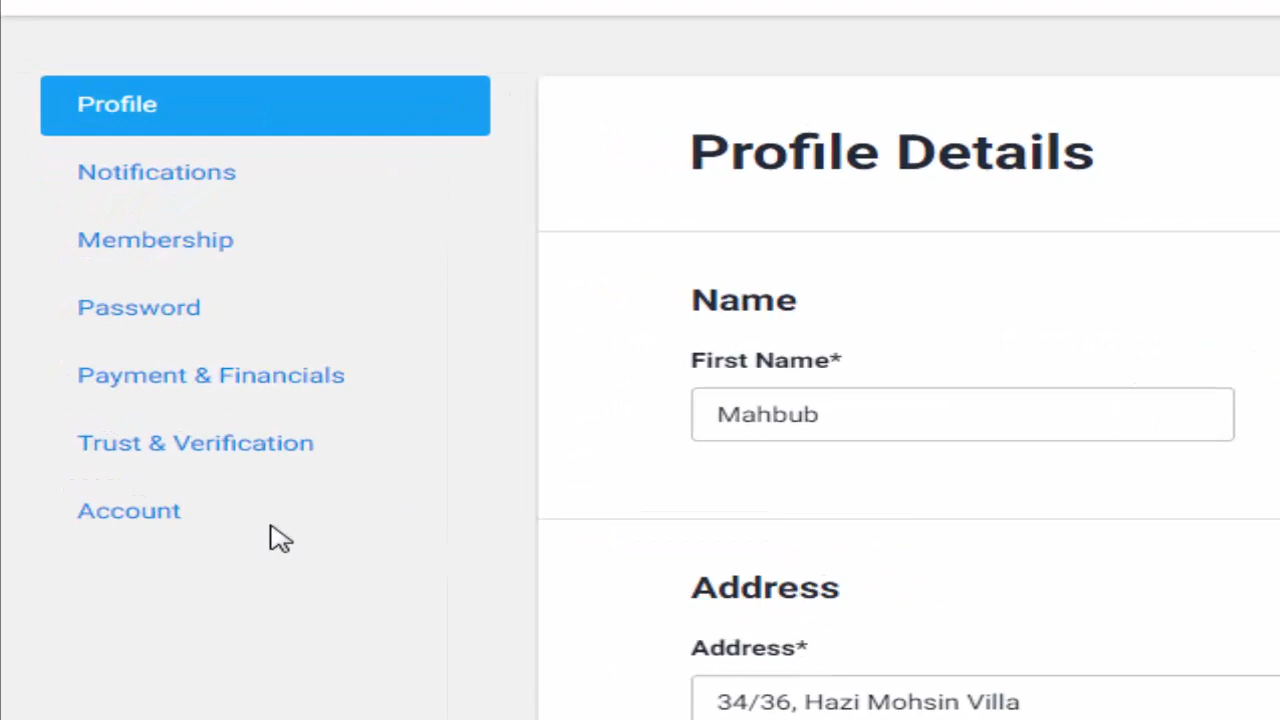 Profile
Notifications
Membership
Password
Payment & Financials
Trust & Verification
Account
Profile Details
Name
First Name*
Mahbub
Address
Address*
34/36, Hazi Mohsin Villa